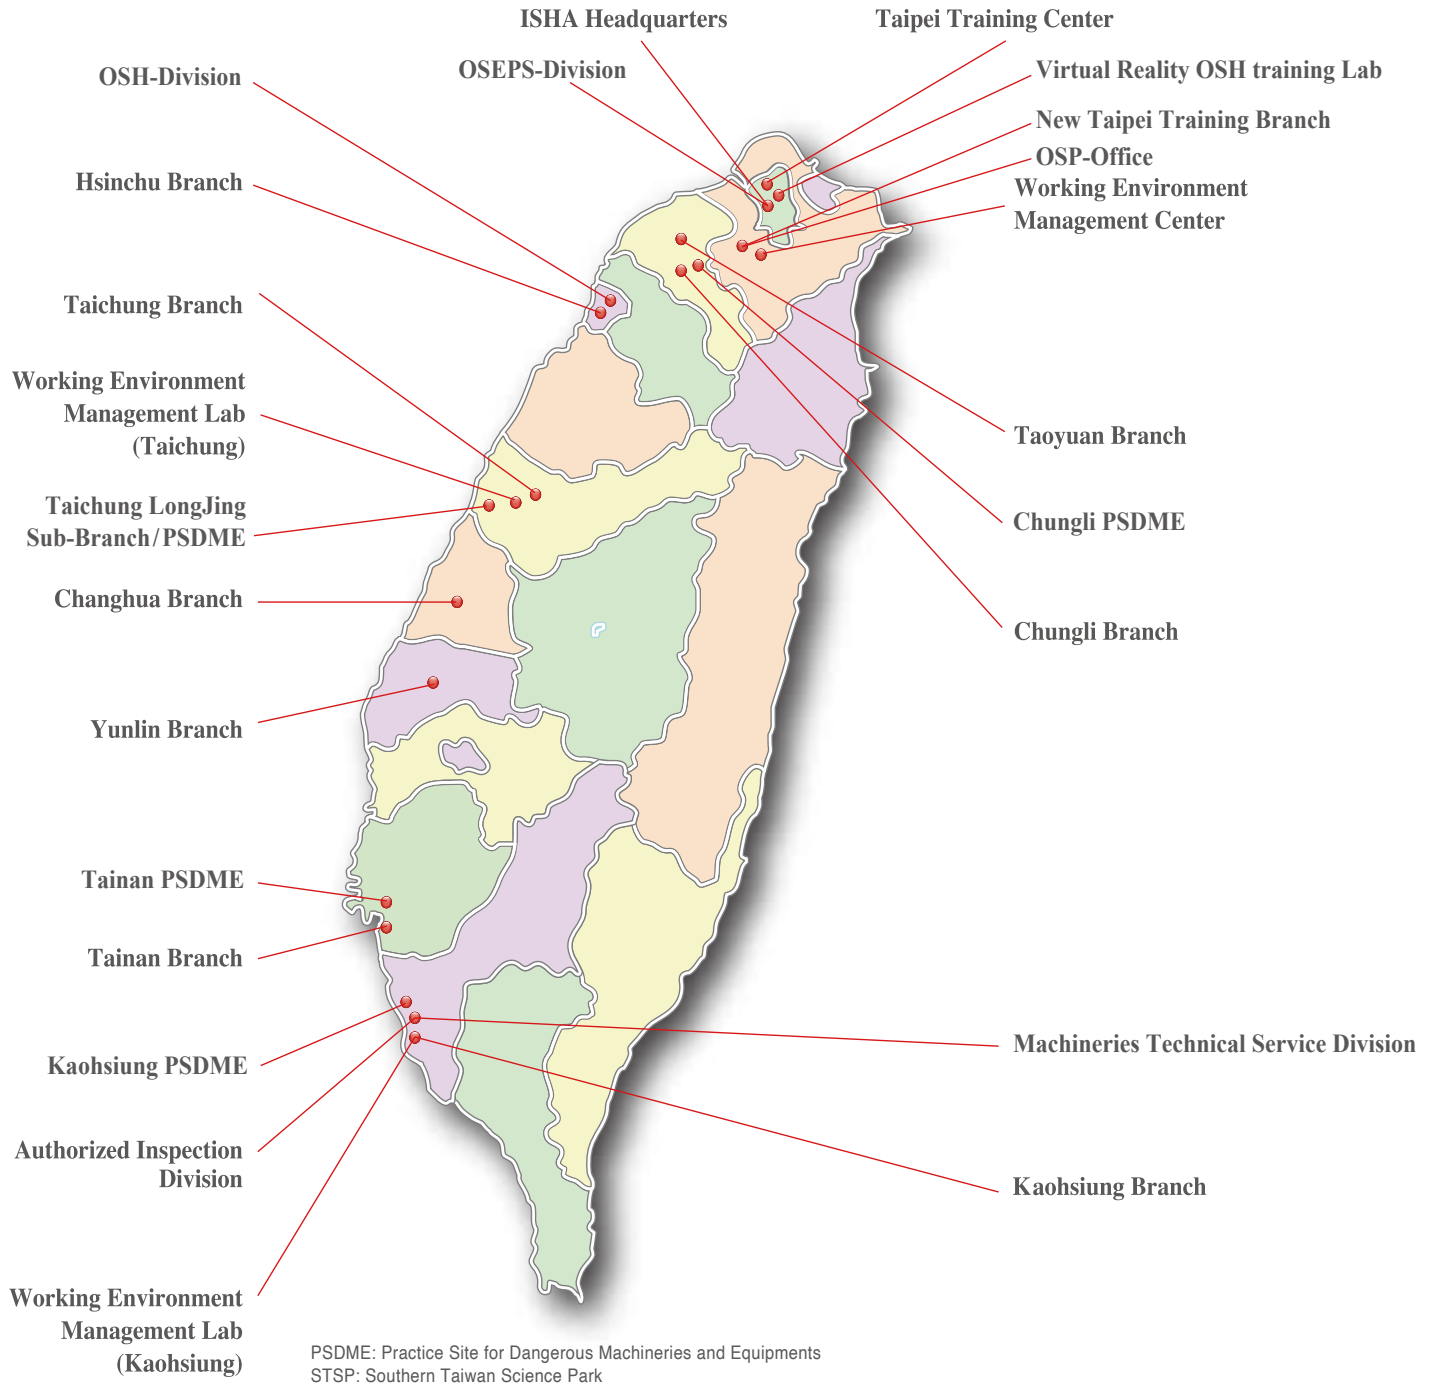 ISHA Headquarters
Taipei Training Center
OSH-Division
OSEPS-Division
Virtual Reality OSH training Lab
New Taipei Training Branch
OSP-Office
Working Environment
Management Center
Hsinchu Branch
Taichung Branch
Working Environment
Management Lab
(Taichung)
Taoyuan Branch
Taichung LongJing
Sub-Branch/PSDME
Chungli PSDME
Changhua Branch
Chungli Branch
Yunlin Branch
Tainan PSDME
Tainan Branch
Kaohsiung PSDME
Machineries Technical Service Division
Authorized Inspection
Division
Kaohsiung Branch
Working Environment
Management Lab
(Kaohsiung)
PSDME: Practice Site for Dangerous Machineries and Equipments
STSP: Southern Taiwan Science Park